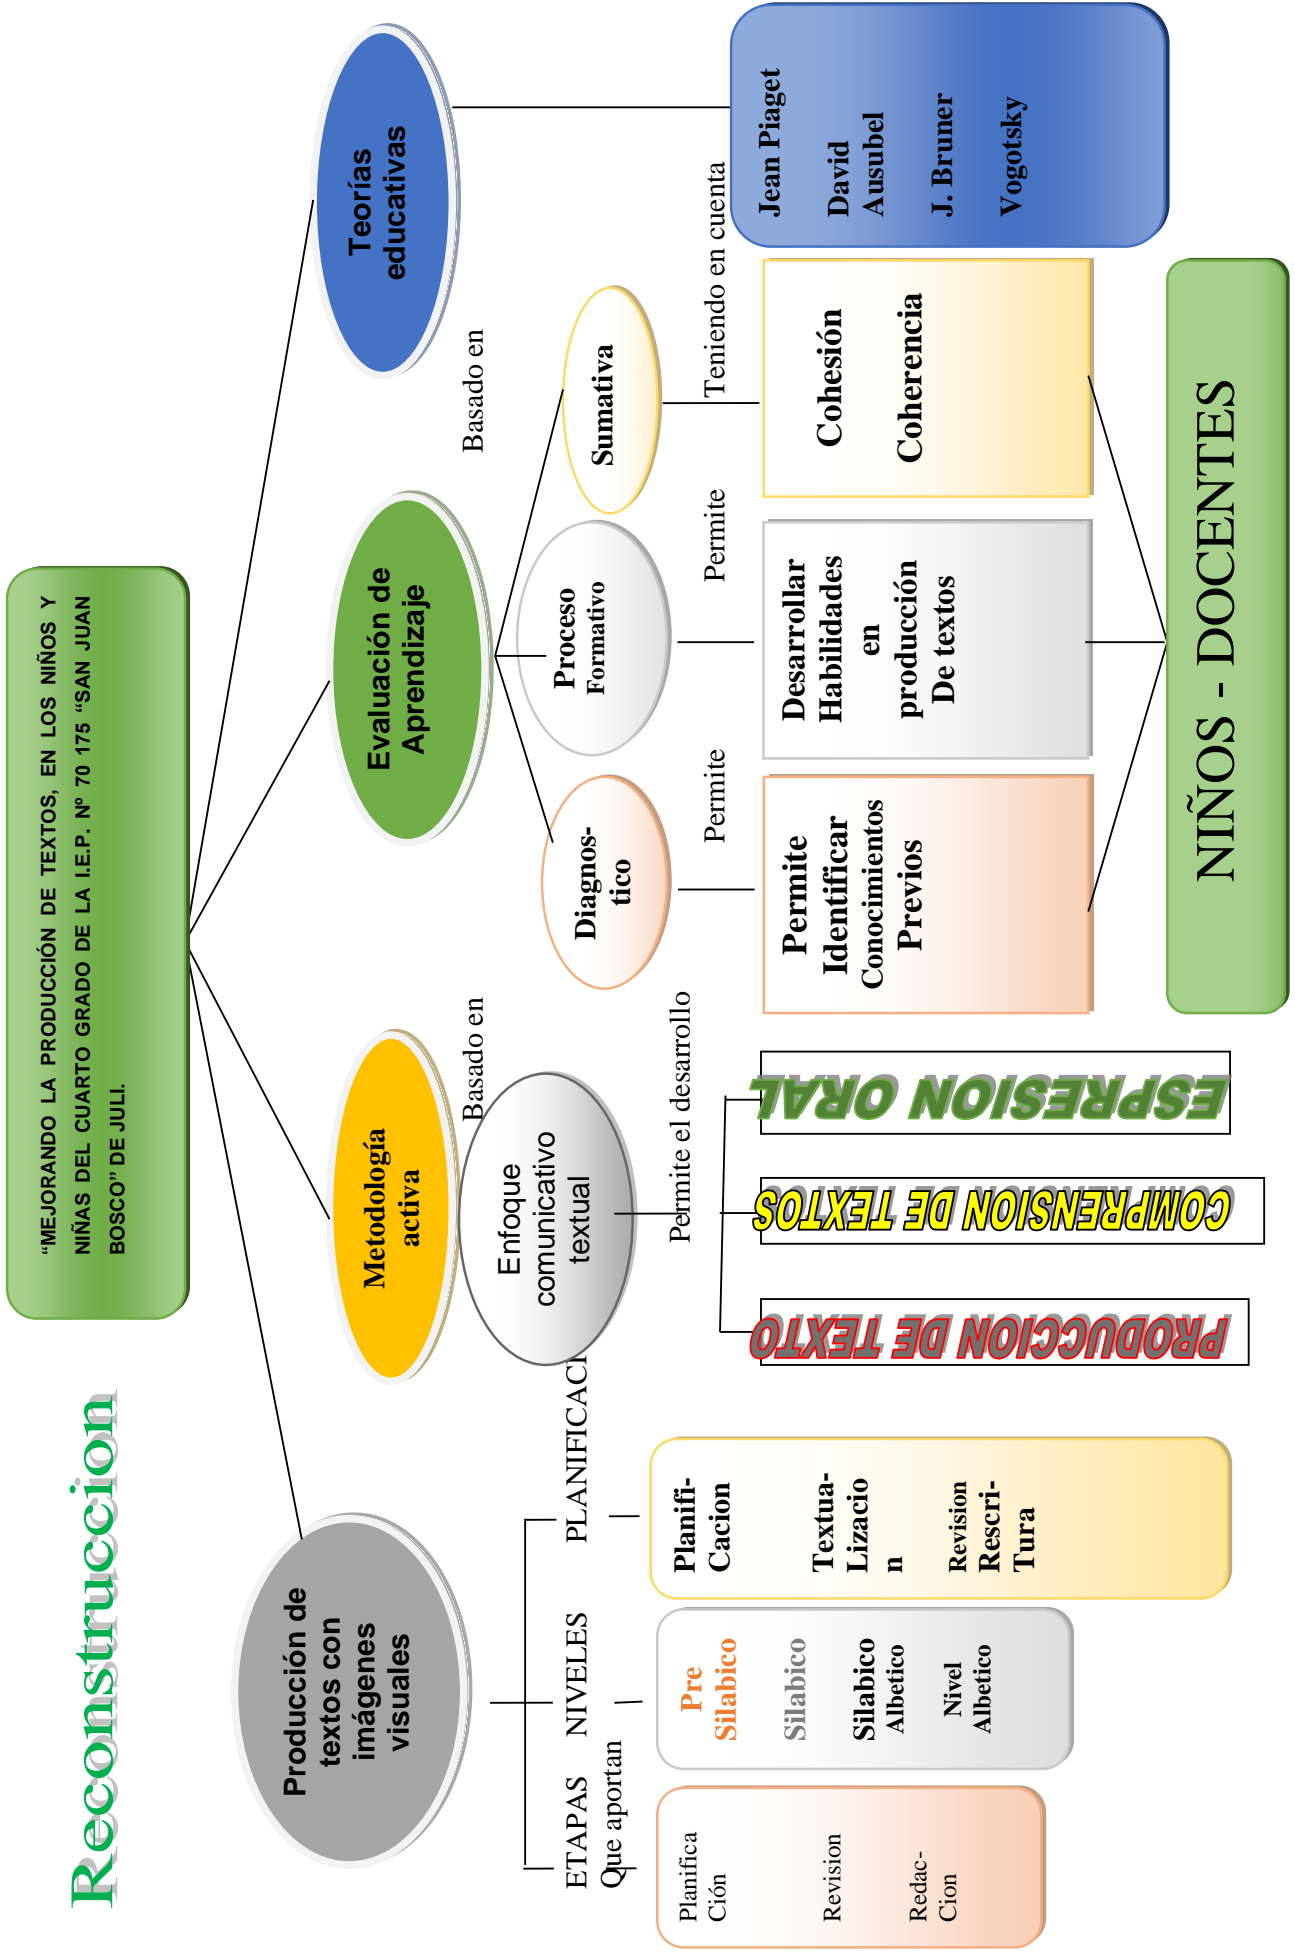 Reconstruccion
“MEJORANDO LA PRODUCCIÓN DE TEXTOS, EN LOS NIÑOS Y
NIÑAS DEL CUARTO GRADO DE LA I.E.P. Nº 70 175 “SAN JUAN
BOSCO” DE JULI.
Producción de
textos con
imágenes
visuales
Metodología
activa
Evaluación de
Aprendizaje
Teorías
educativas
Basado en
Basado en
Enfoque
comunicativo
textual
Diagnos-
tico
Proceso
Formativo
Sumativa
ETAPAS
NIVELES
PLANIFICACI
Que aportan
Permite el desarrollo
Permite
Permite
Teniendo en cuenta
Planifica
Ción
Revision
Redac-
Cion
Pre
Silabico
Silabico
Silabico
Albetico
Nivel
Albetico
Planifi-
Cacion
Textua-
Lizacio
n
Revision
Rescri-
Tura
PRODUCCION DE TEXTO
COMPRENSION DE TEXTOS
ESPRESION ORAL
Permite
Identificar
Conocimientos
Previos
Desarrollar
Habilidades
en
producción
De textos
Cohesión
Coherencia
Jean Piaget
David
Ausubel
J. Bruner
Vogotsky
NIÑOS - DOCENTES